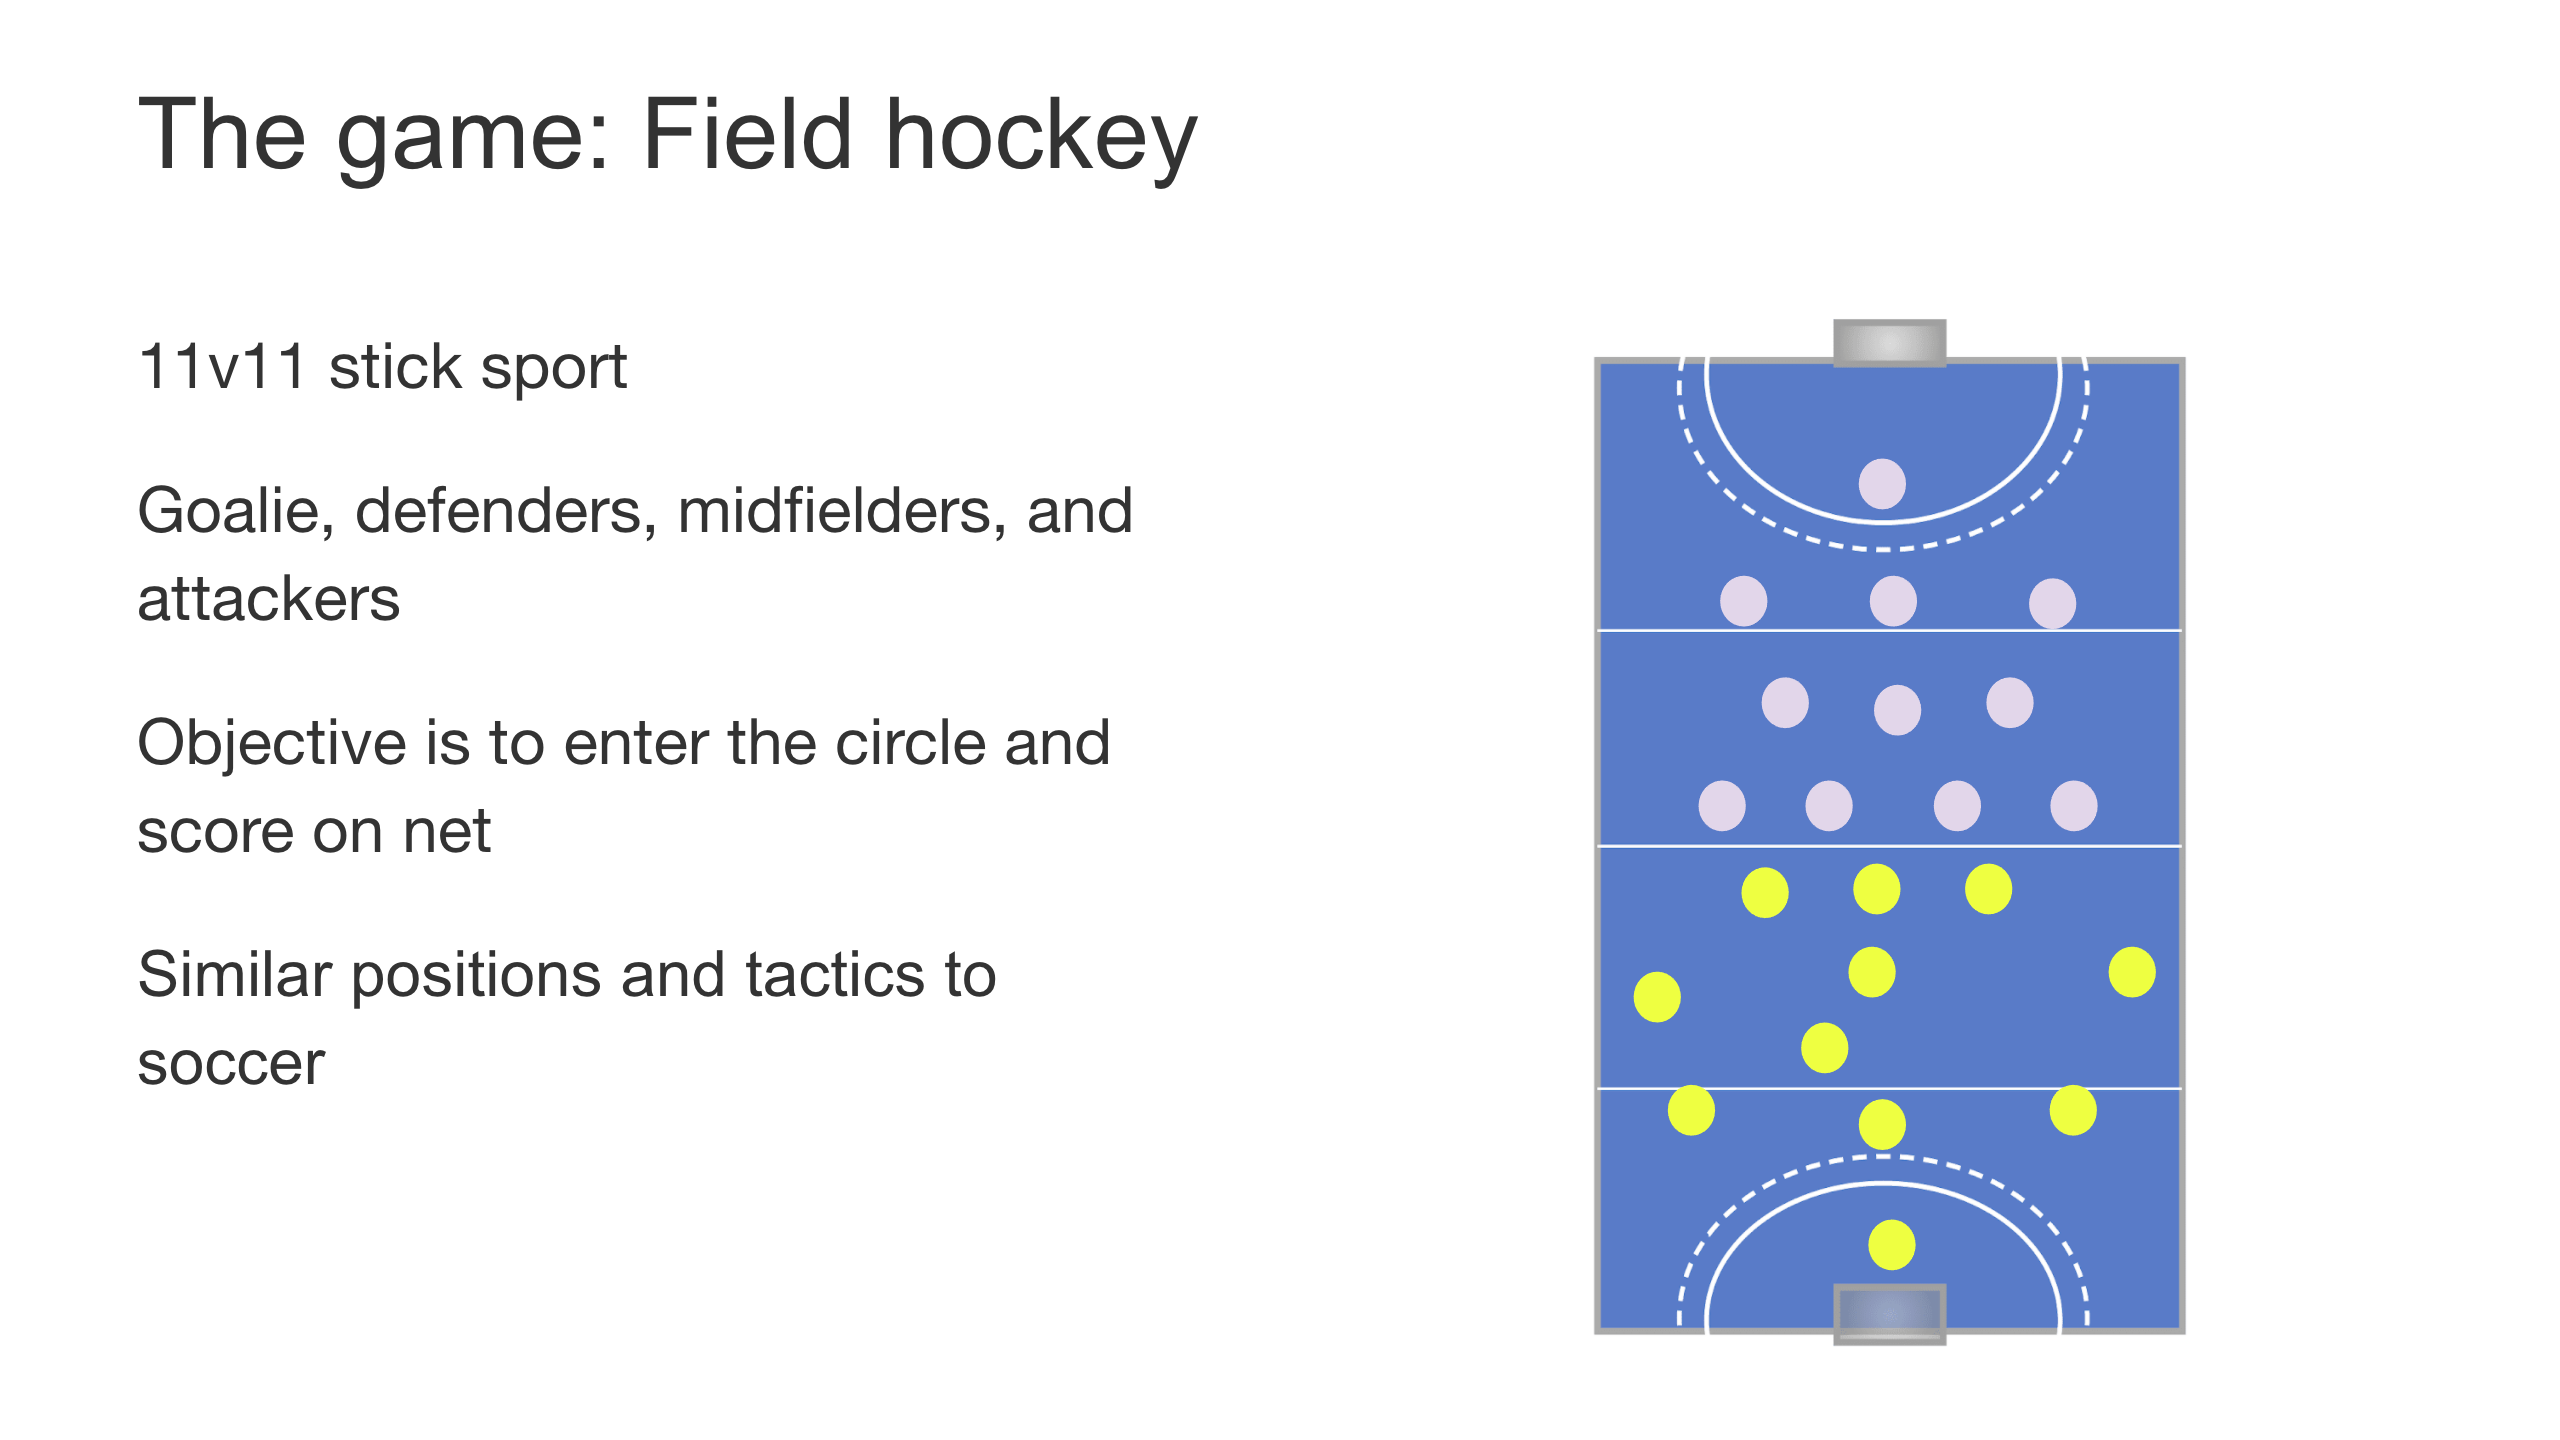 The game: Field hockey
11v11 stick sport
Goalie, defenders, midfielders, and
attackers
Objective is to enter the circle and
score on net
Similar positions and tactics to
soccer